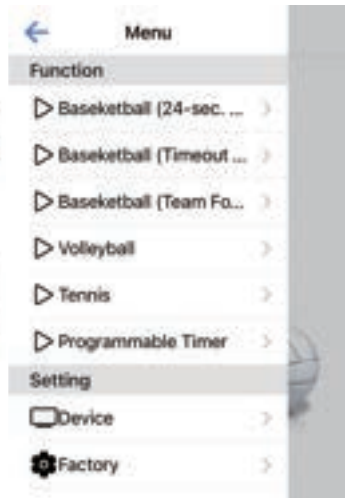 Menu
Function
Baseketball (24-sec. ...
Baseketball (Timeout ...
Baseketball (Team Fo...
Volleyball
Tennis
Programmable Timer
Setting
Device
Factory